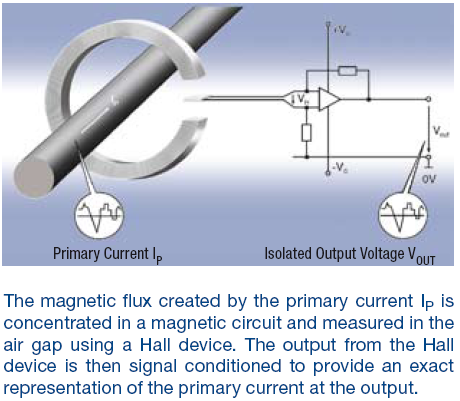 +Vc
Ip
VH
Vout
-Vc
0V
Primary Current IP
Isolated Output Voltage VOUT
The magnetic flux created by the primary current IP is
concentrated in a magnetic circuit and measured in the
air gap using a Hall device. The output from the Hall
device is then signal conditioned to provide an exact
representation of the primary current at the output.